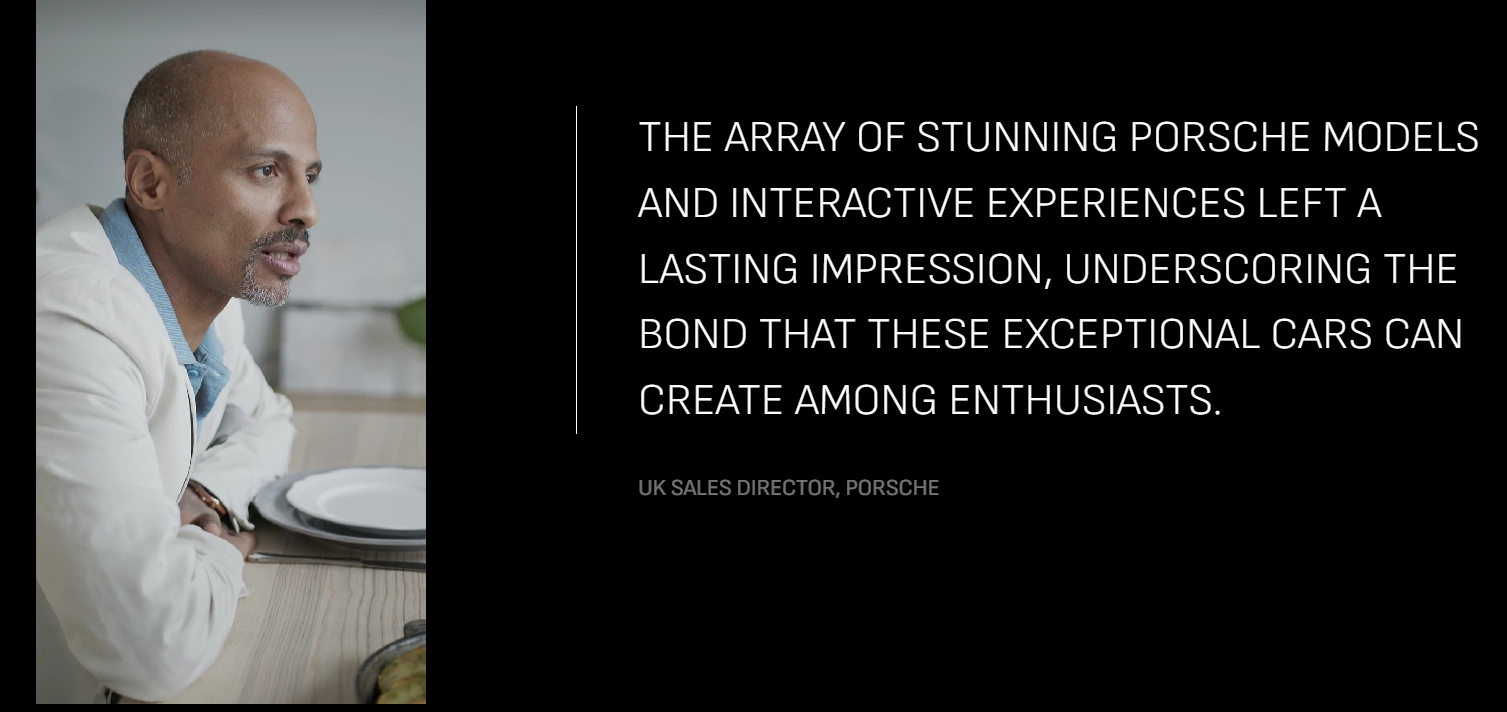 THE ARRAY OF STUNNING PORSCHE MODELS
AND INTERACTIVE EXPERIENCES LEFT A
LASTING IMPRESSION, UNDERSCORING THE
BOND THAT THESE EXCEPTIONAL CARS CAN
CREATE AMONG ENTHUSIASTS.
UK SALES DIRECTOR, PORSCHE